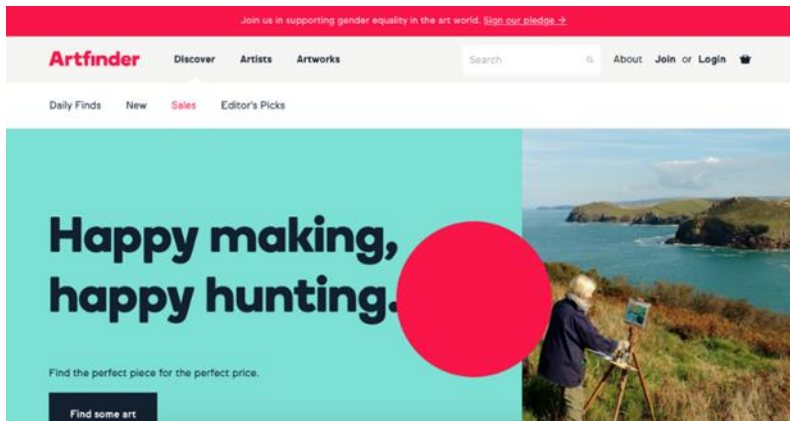 Join us in supporting gender equality in the art world. Sign our pledge →
Artfinder
Discover Artists Artworks
Search
About Join or Login
Daily Finds New Sales Editor's Picks
Happy making,
happy hunting.
Find the perfect piece for the perfect price.
Find some art